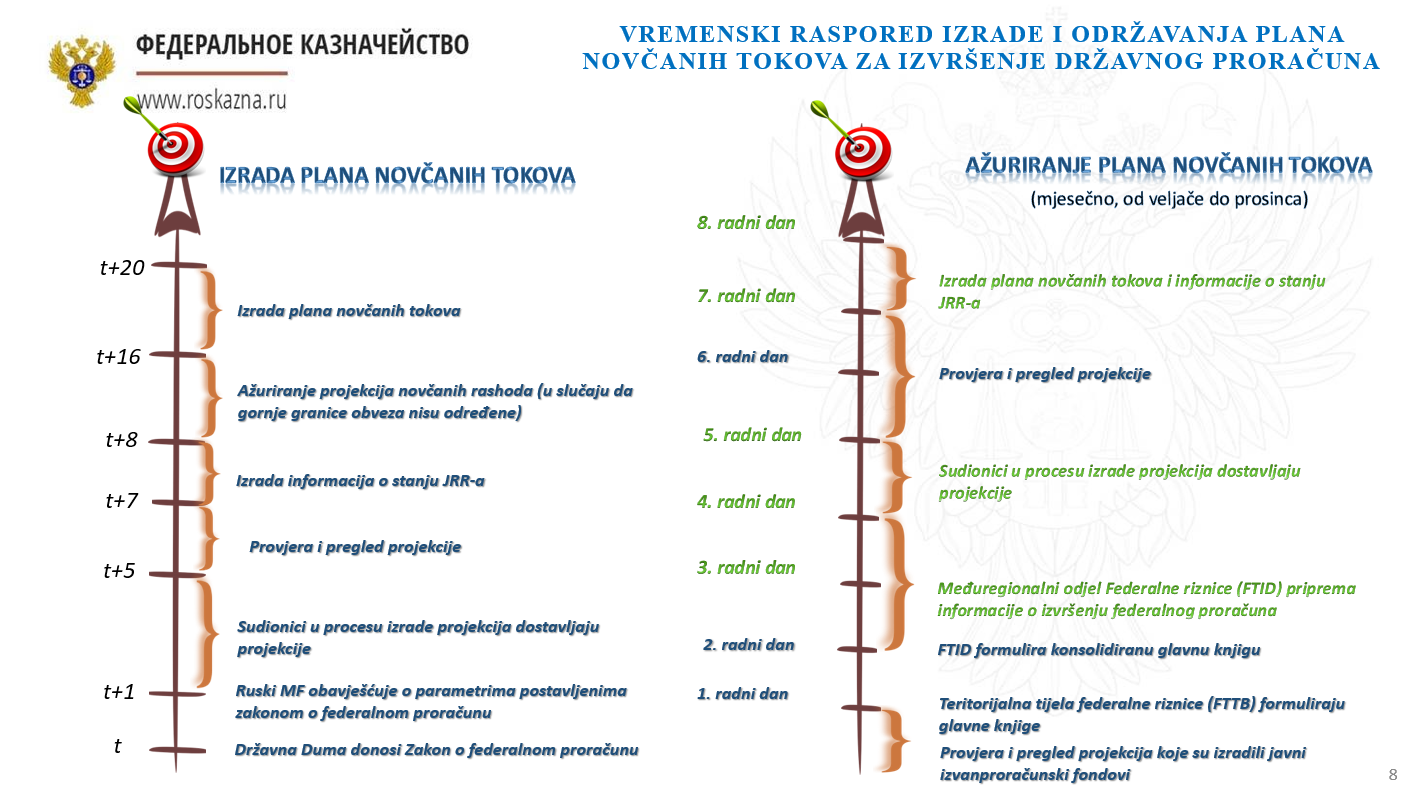 ФЕДЕРАЛЬНОЕ КАЗНАЧЕЙСТВО
www.roskazna.ru
VREMENSKI RASPORED IZRADE I ODRŽAVANJA PLANA
NOVČANIH TOKOVA ZA IZVRŠENJE DRŽAVNOG PRORAČUNA
IZRADA PLANA NOVČANIH TOKOVA
t+20
Izrada plana novčanih tokova
t+16
Ažuriranje projekcija novčanih rashoda (u slučaju da
gornje granice obveza nisu određene)
t+8
Izrada informacija o stanju JRR-a
t+7
Provjera i pregled projekcije
t+5
Sudionici u procesu izrade projekcija dostavljaju
projekcije
t+1
Ruski MF obavješćuje o parametrima postavljenima
zakonom o federalnom proračunu
t
Državna Duma donosi Zakon o federalnom proračunu
AŽURIRANJE PLANA NOVČANIH TOKOVA
(mjesečno, od veljače do prosinca)
8. radni dan
Izrada plana novčanih tokova i informacije o stanju
JRR-a
7. radni dan
6. radni dan
Provjera i pregled projekcije
5. radni dan
Sudionici u procesu izrade projekcija dostavljaju
projekcije
4. radni dan
3. radni dan
Međuregionalni odjel Federalne riznice (FTID) priprema
informacije o izvršenju federalnog proračuna
2. radni dan
FTID formulira konsolidiranu glavnu knjigu
1. radni dan
Teritorijalna tijela federalne riznice (FTTB) formuliraju
glavne knjige
Provjera i pregled projekcija koje su izradili javni
izvanproračunski fondovi
8